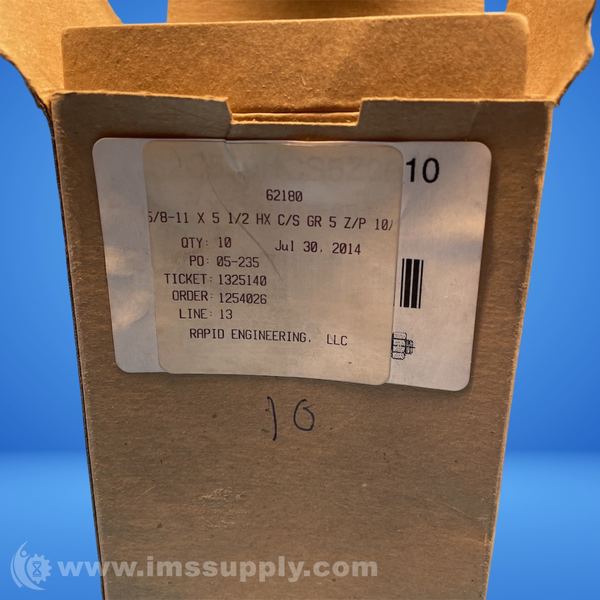 10
62180
5/8-11 X 5 1/2 HX C/S GR 5 Z/P 10/
QTY: 10 Jul 30, 2014
PO: 05-235
TICKET: 1325140
ORDER: 1254026
LINE: 13
RAPID ENGINEERING, LLC
10
www.imssupply.com